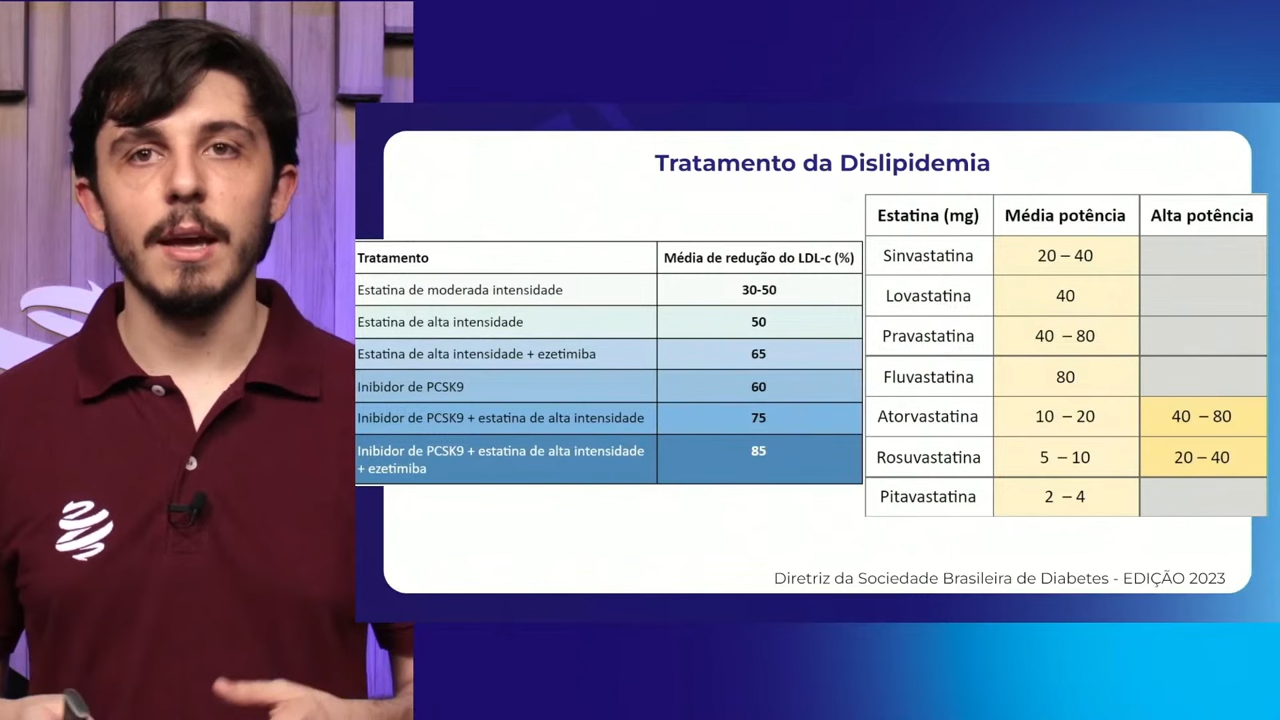 Tratamento da Dislipidemia
Tratamento Média de redução do LDL-c (%)
Estatina de moderada intensidade 30-50
Estatina de alta intensidade 50
Estatina de alta intensidade + ezetimiba 65
Inibidor de PCSK9 60
Inibidor de PCSK9 + estatina de alta intensidade 75
Inibidor de PCSK9 + estatina de alta intensidade 85
+ ezetimiba
Estatina (mg) Média potência Alta potência
Sinvastatina 20 – 40
Lovastatina 40
Pravastatina 40 – 80
Fluvastatina 80
Atorvastatina 10 – 20 40 – 80
Rosuvastatina 5 – 10 20 – 40
Pitavastatina 2 – 4
Diretriz da Sociedade Brasileira de Diabetes - EDIÇÃO 2023